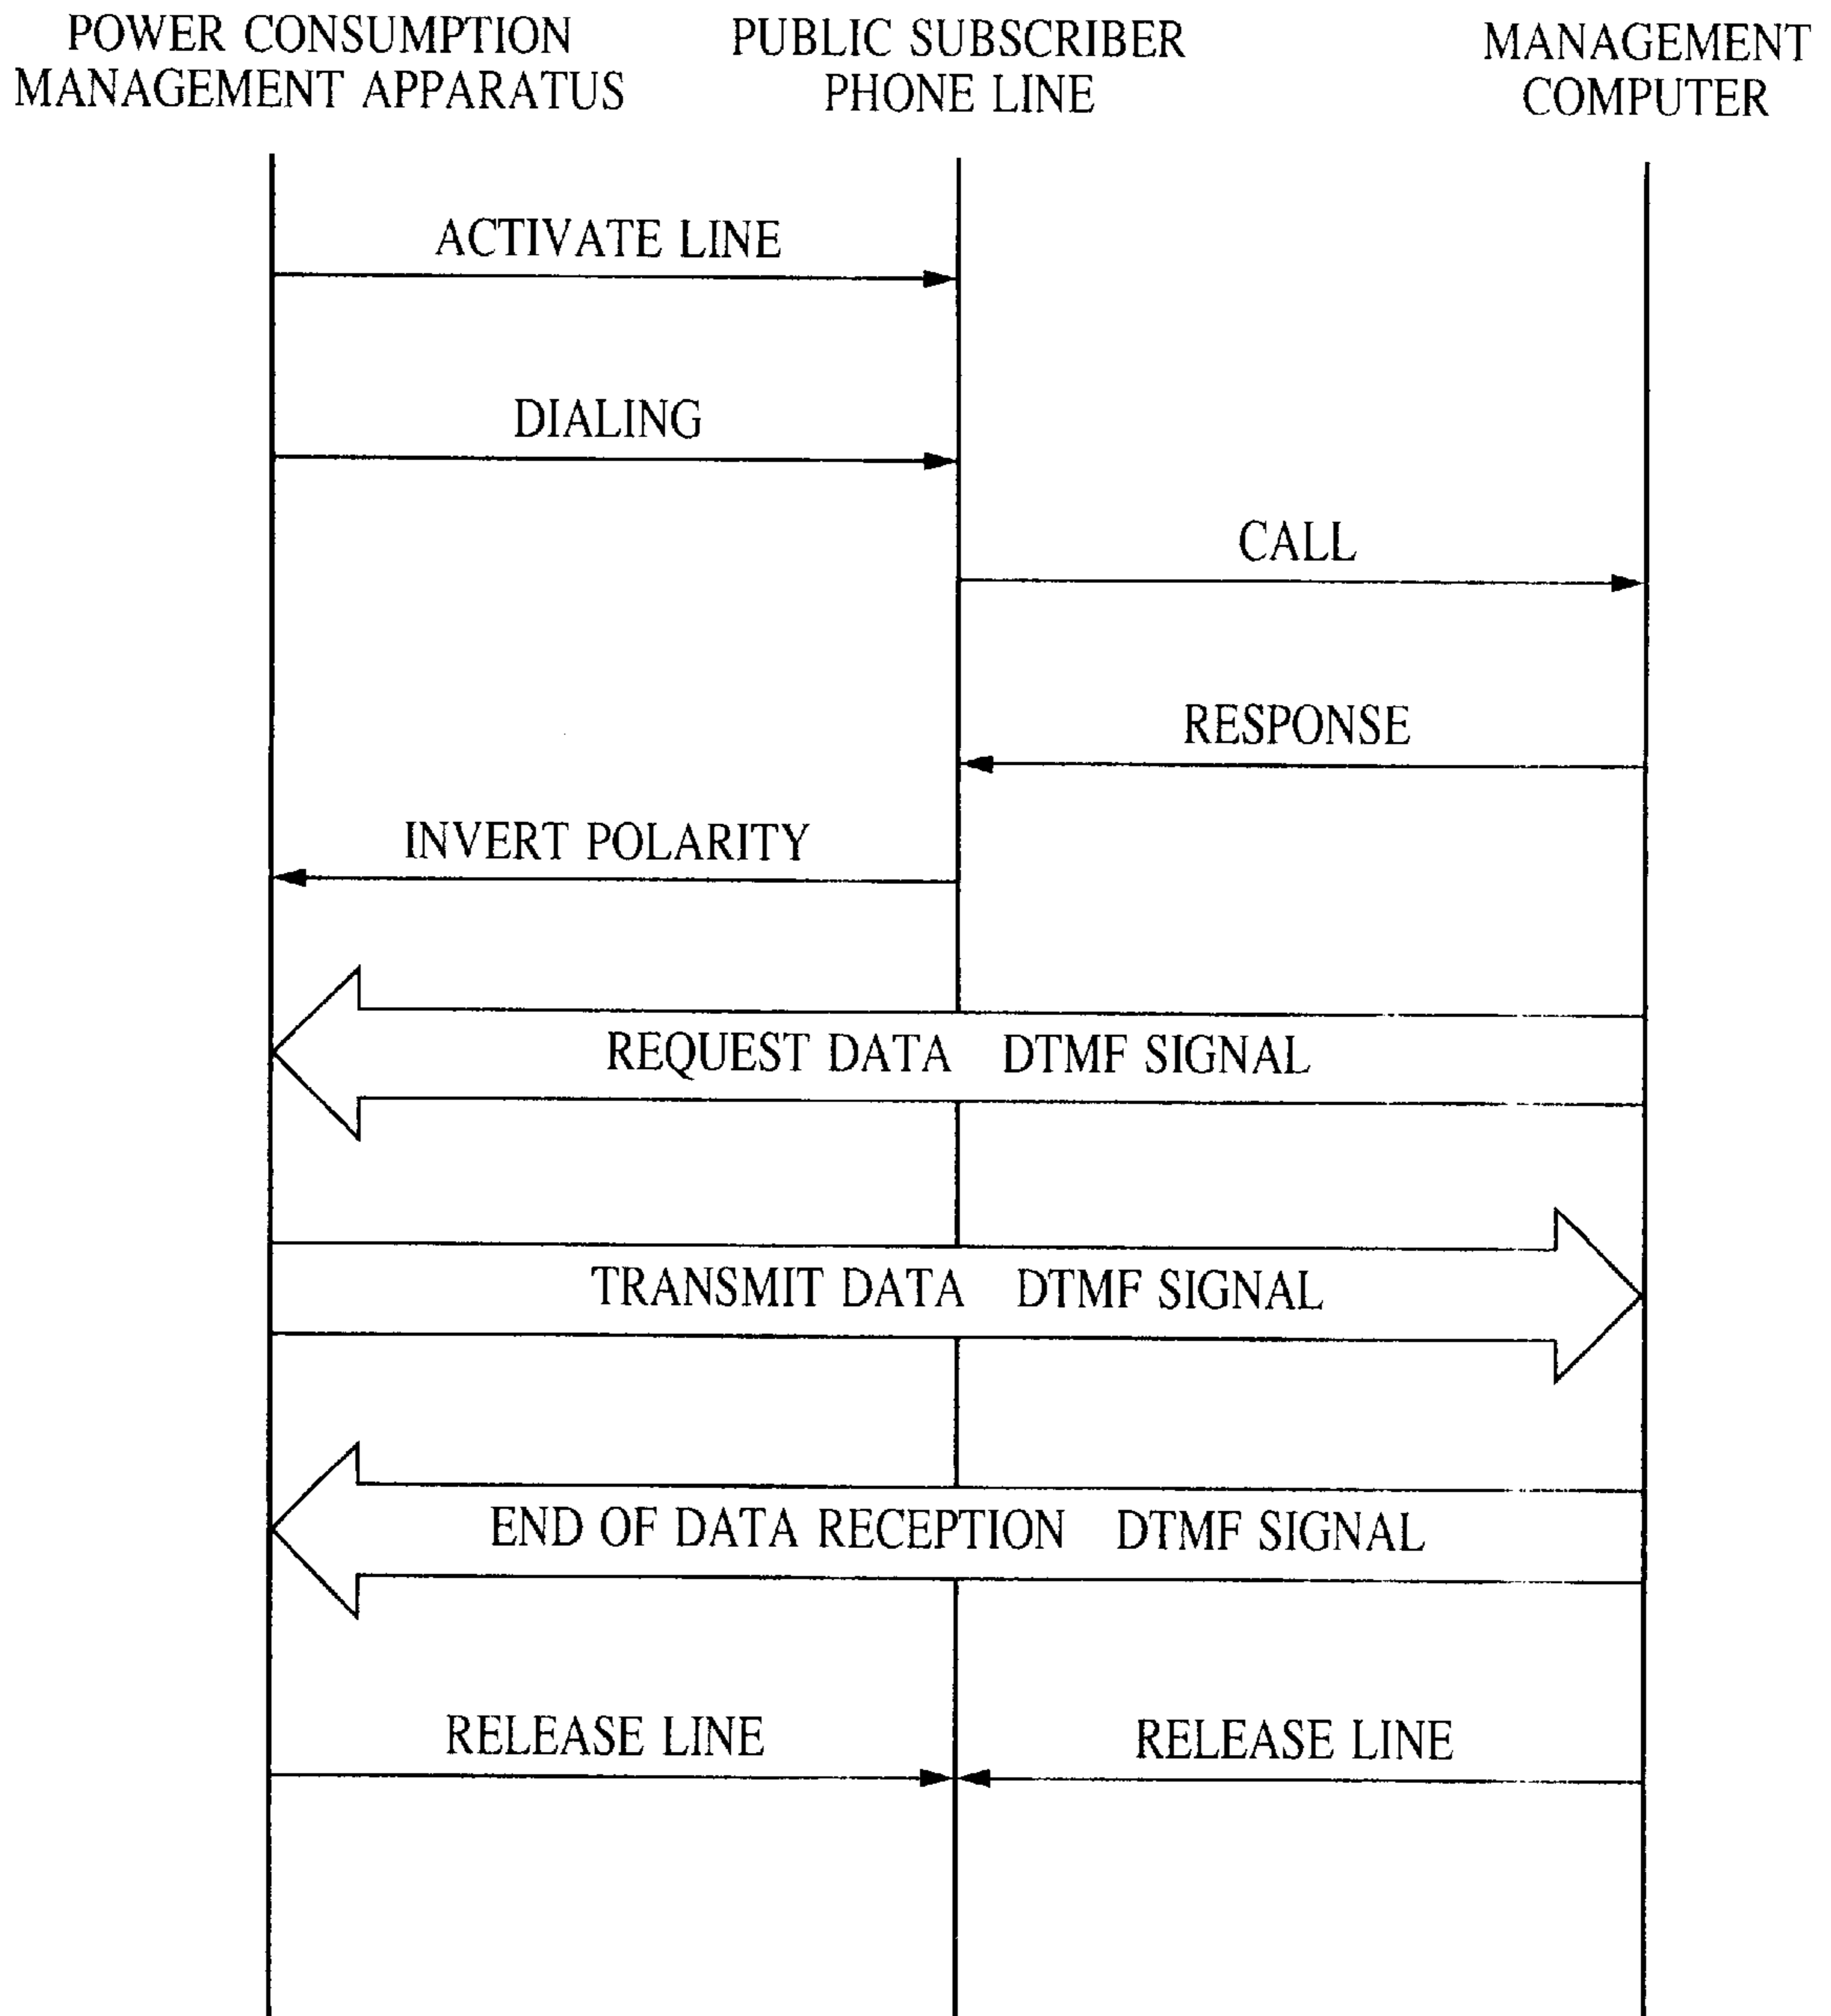 POWER CONSUMPTION
MANAGEMENT APPARATUS
PUBLIC SUBSCRIBER
PHONE LINE
MANAGEMENT
COMPUTER
ACTIVATE LINE
DIALING
CALL
RESPONSE
INVERT POLARITY
REQUEST DATA DTMF SIGNAL
TRANSMIT DATA DTMF SIGNAL
END OF DATA RECEPTION DTMF SIGNAL
RELEASE LINE
RELEASE LINE